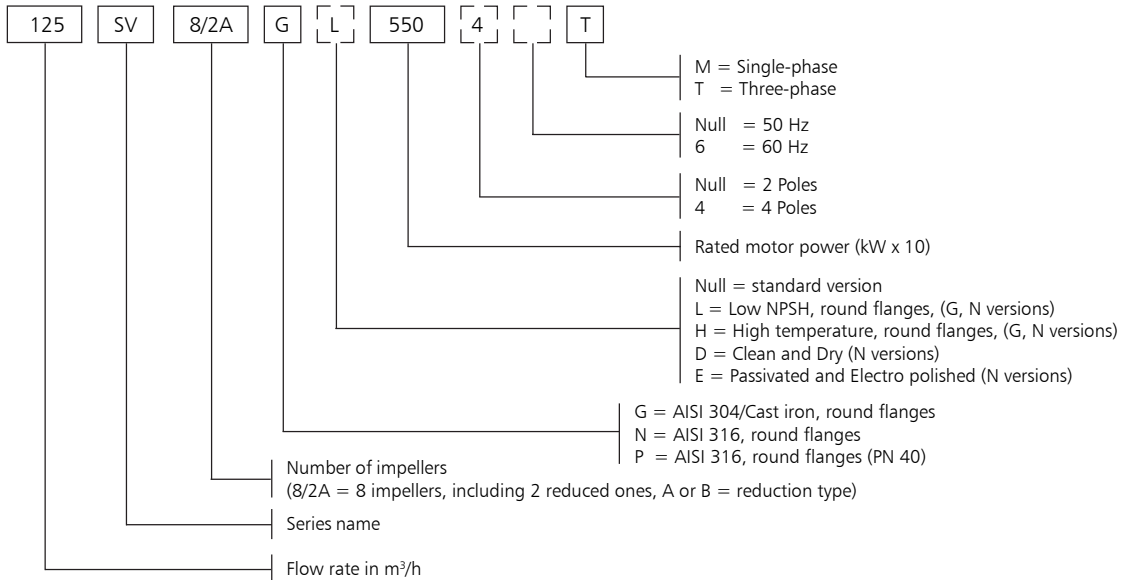 125 SV 8/2A G L 550 4 T
M = Single-phase
T = Three-phase
Null = 50 Hz
6 = 60 Hz
Null = 2 Poles
4 = 4 Poles
Rated motor power (kW x 10)
Null = standard version
L = Low NPSH, round flanges, (G, N versions)
H = High temperature, round flanges, (G, N versions)
D = Clean and Dry (N versions)
E = Passivated and Electro polished (N versions)
G = AISI 304/Cast iron, round flanges
N = AISI 316, round flanges
P = AISI 316, round flanges (PN 40)
Number of impellers
(8/2A = 8 impellers, including 2 reduced ones, A or B = reduction type)
Series name
Flow rate in m³/h